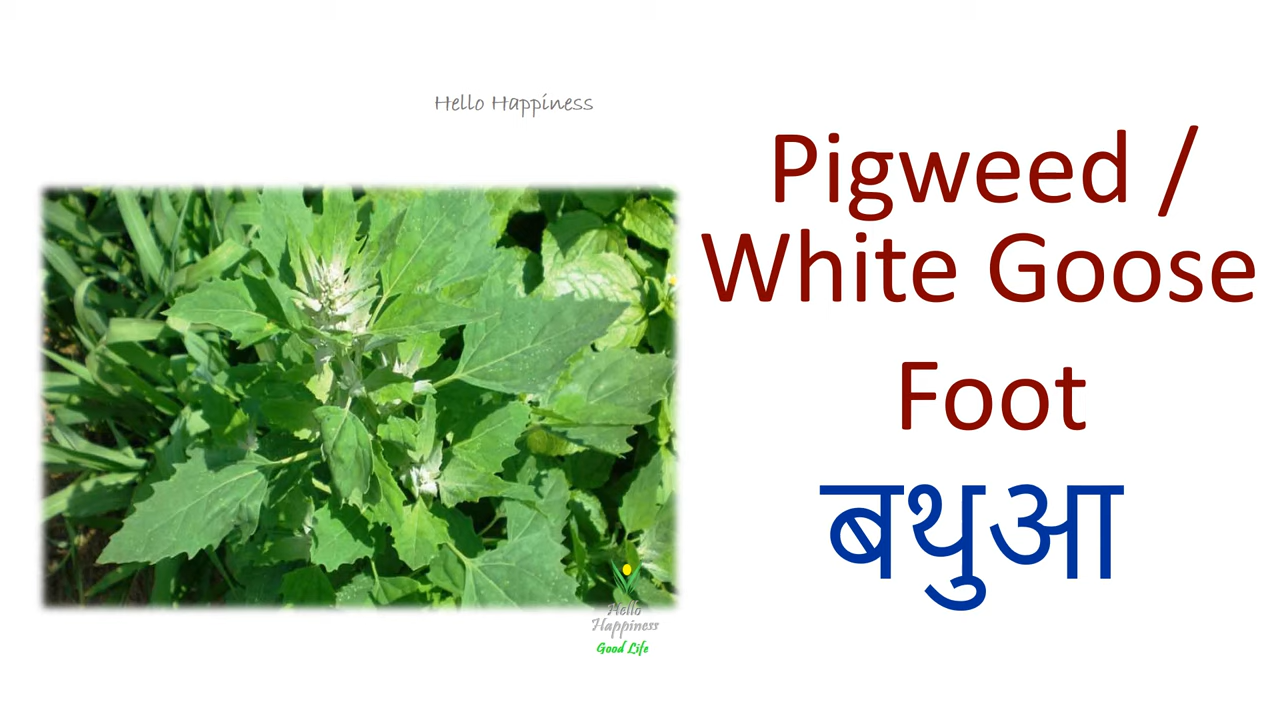 Hello Happiness
Pigweed /
White Goose
Foot
बथुआ
Hello
Happiness
Good Life